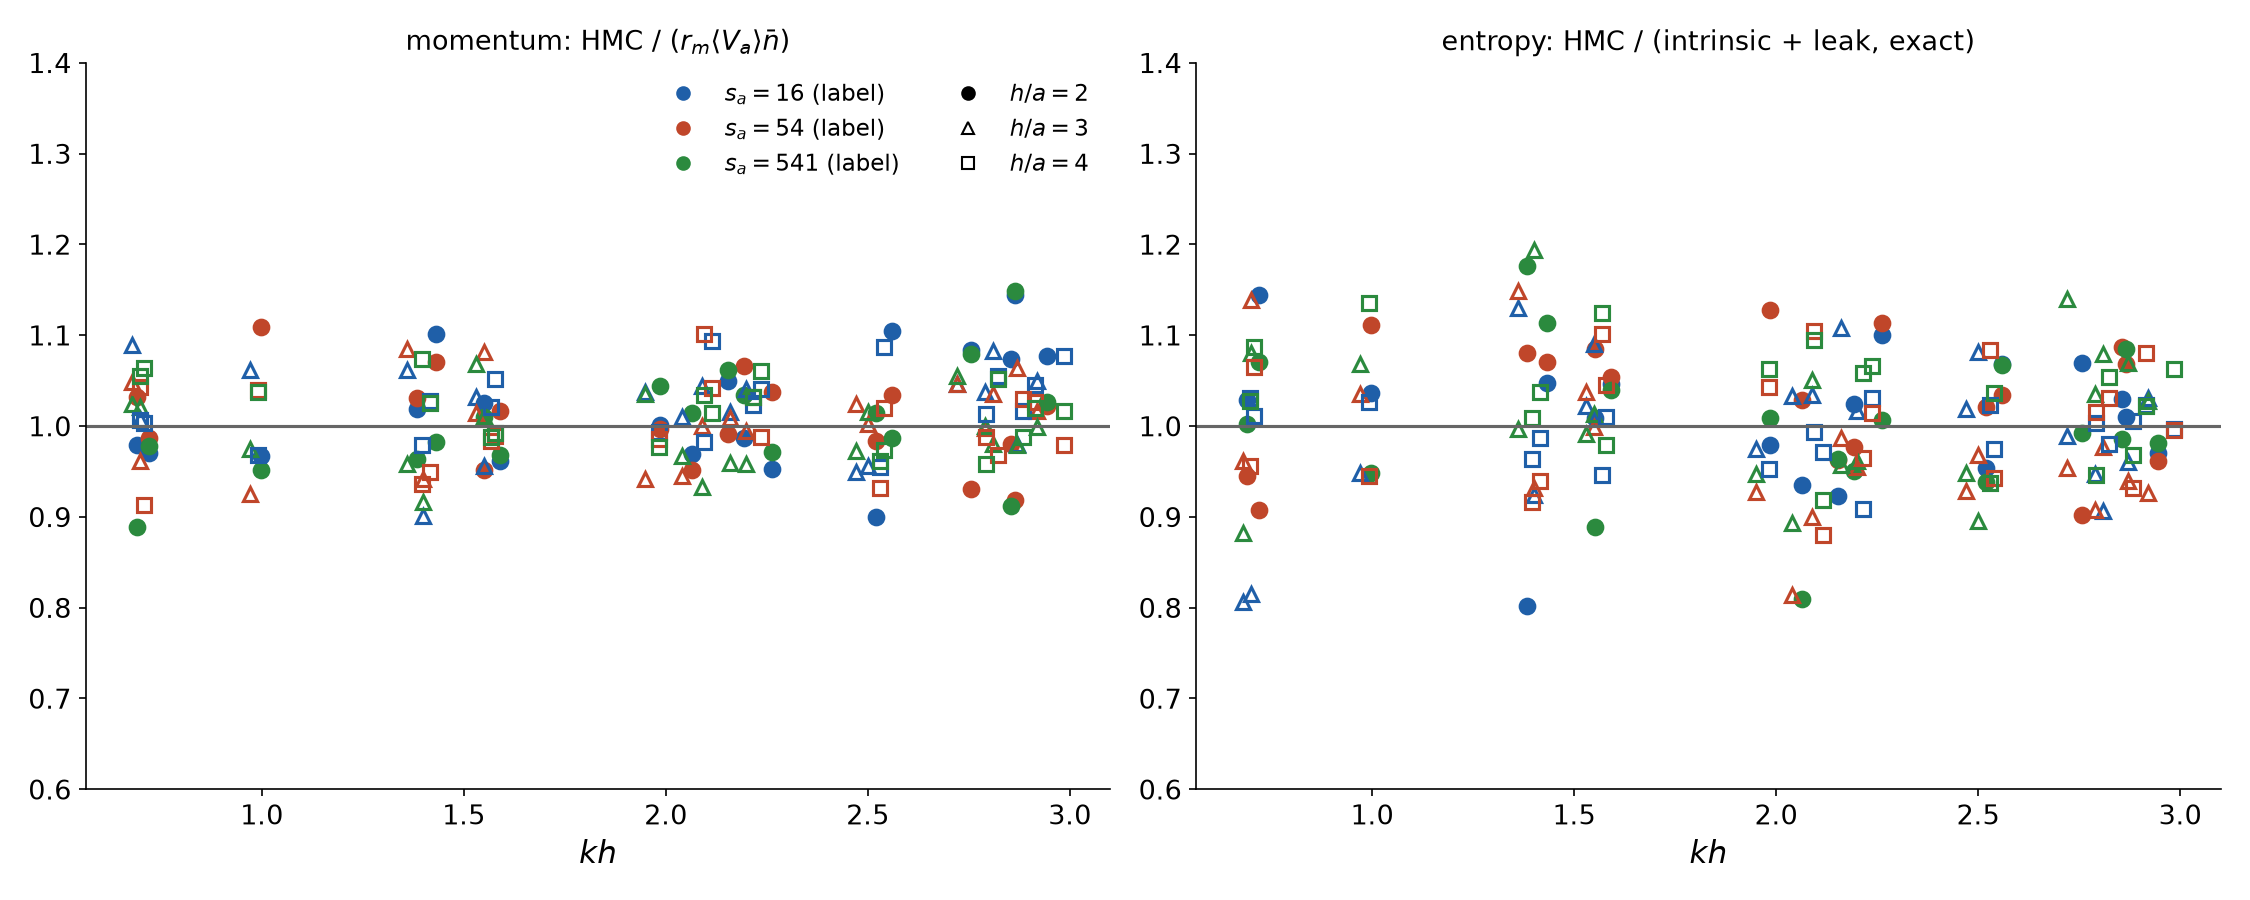 momentum: HMC / (r_m⟨V_a⟩n̄)
1.4
1.3
1.2
1.1
1.0
0.9
0.8
0.7
0.6
s_a = 16 (label)
s_a = 54 (label)
s_a = 541 (label)
h/a = 2
h/a = 3
h/a = 4
1.0 1.5 2.0 2.5 3.0
kh
entropy: HMC / (intrinsic + leak, exact)
1.4
1.3
1.2
1.1
1.0
0.9
0.8
0.7
0.6
1.0 1.5 2.0 2.5 3.0
kh